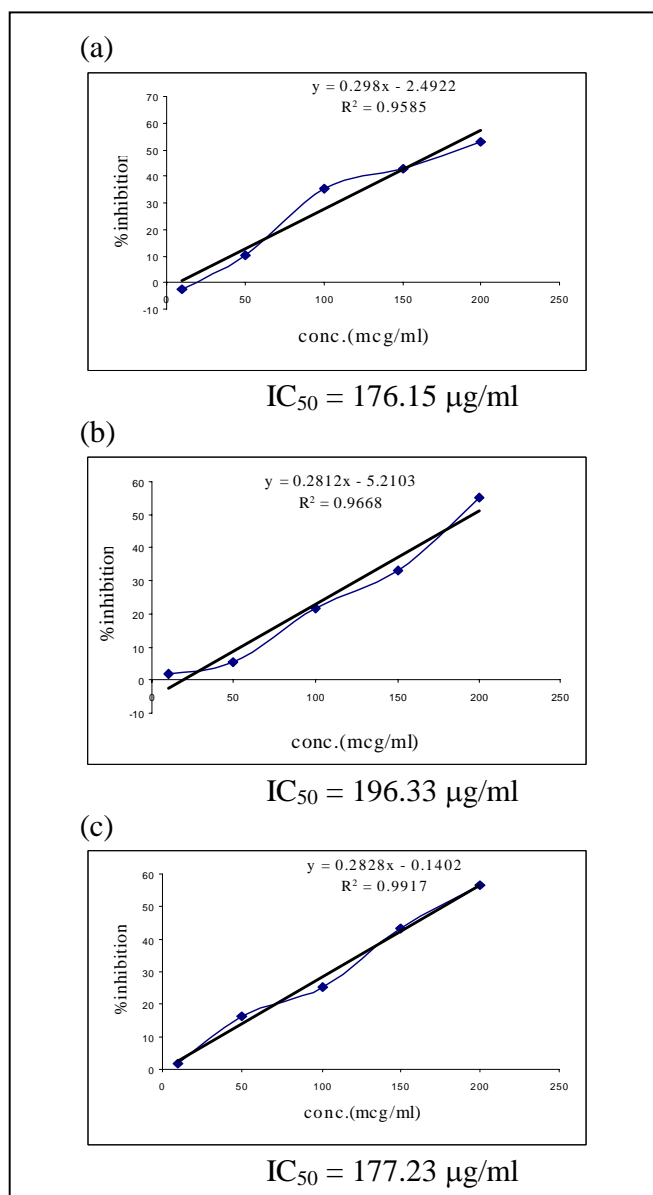 (a)
y = 0.298x - 2.4922
R² = 0.9585
70
60
50
40
30
20
10
0
-10
0 50 100 150 200 250
%inhibition
conc.(mcg/ml)
IC₅₀ = 176.15 μg/ml
(b)
y = 0.2812x - 5.2103
R² = 0.9668
60
50
40
30
20
10
0
-10
0 50 100 150 200 250
%inhibition
conc.(mcg/ml)
IC₅₀ = 196.33 μg/ml
(c)
y = 0.2828x - 0.1402
R² = 0.9917
60
50
40
30
20
10
0
0 50 100 150 200 250
%inhibition
conc.(mcg/ml)
IC₅₀ = 177.23 μg/ml